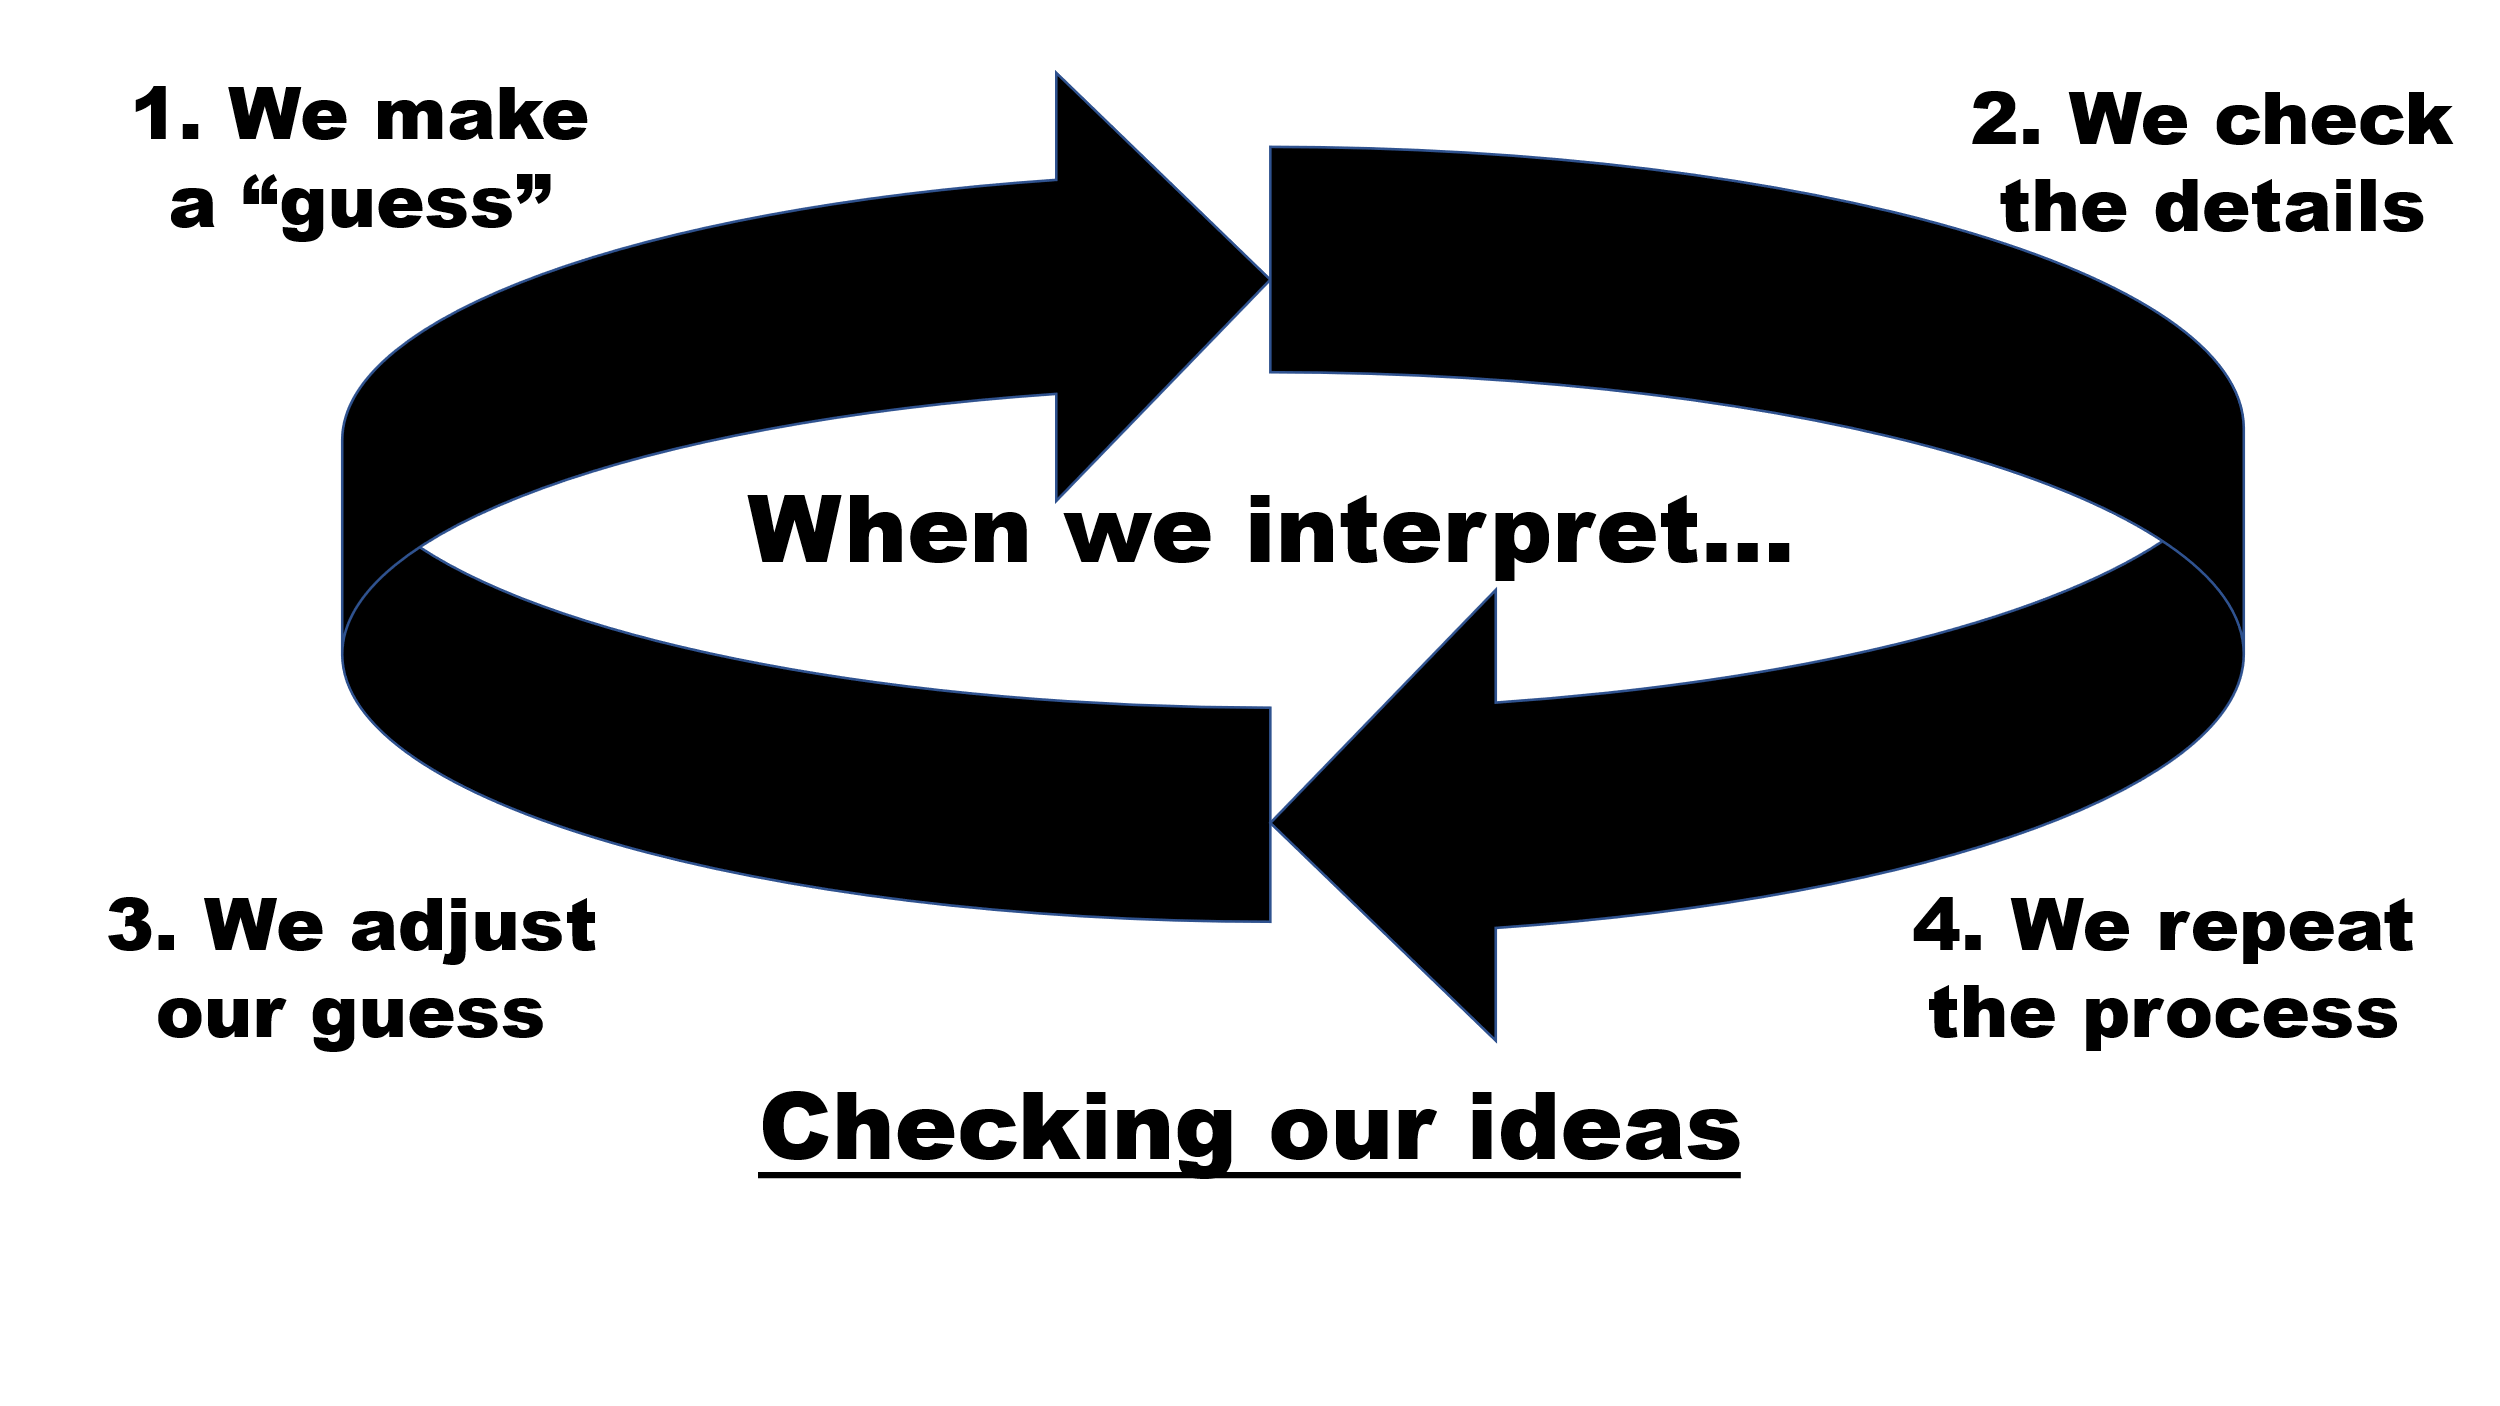 1. We make
a “guess”
2. We check
the details
When we interpret...
3. We adjust
our guess
4. We repeat
the process
Checking our ideas